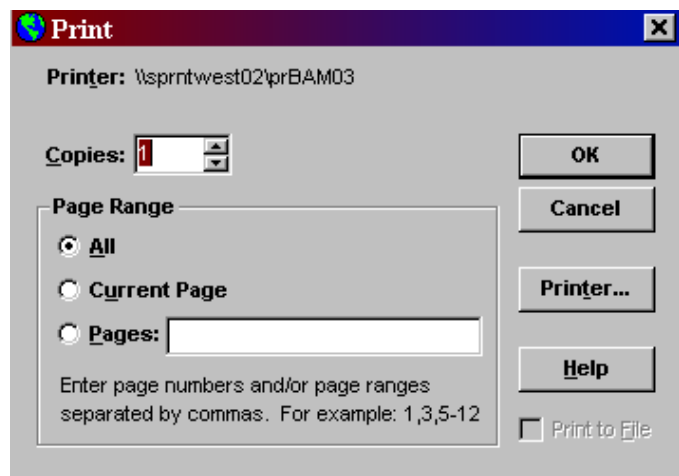 Print
Printer: \\sprntwest02\prBAM03
Copies: 1
OK
Cancel
Page Range
All
Current Page
Printer...
Pages:
Help
Enter page numbers and/or page ranges
separated by commas. For example: 1,3,5-12
Print to File